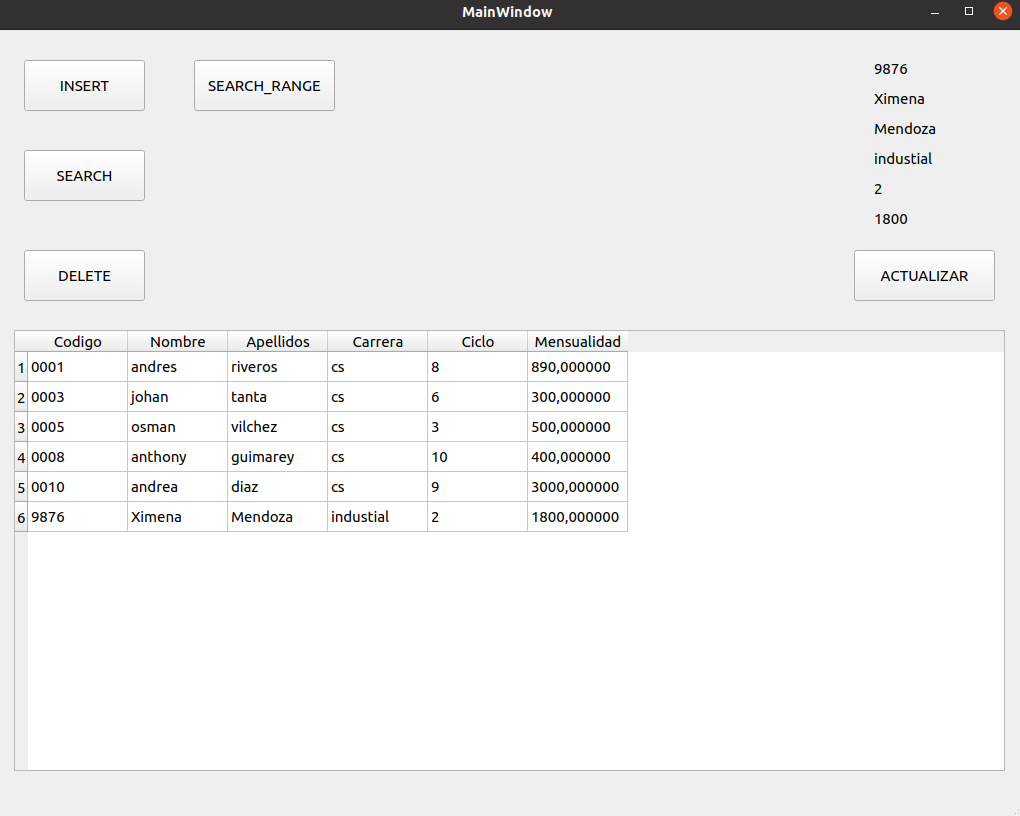 MainWindow
INSERT SEARCH_RANGE
9876
Ximena
Mendoza
industial
2
1800
SEARCH
DELETE
ACTUALIZAR
Codigo Nombre Apellidos Carrera Ciclo Mensualidad
1 0001 andres riveros cs 8 890,000000
2 0003 johan tanta cs 6 300,000000
3 0005 osman vilchez cs 3 500,000000
4 0008 anthony guimarey cs 10 400,000000
5 0010 andrea diaz cs 9 3000,000000
6 9876 Ximena Mendoza industial 2 1800,000000